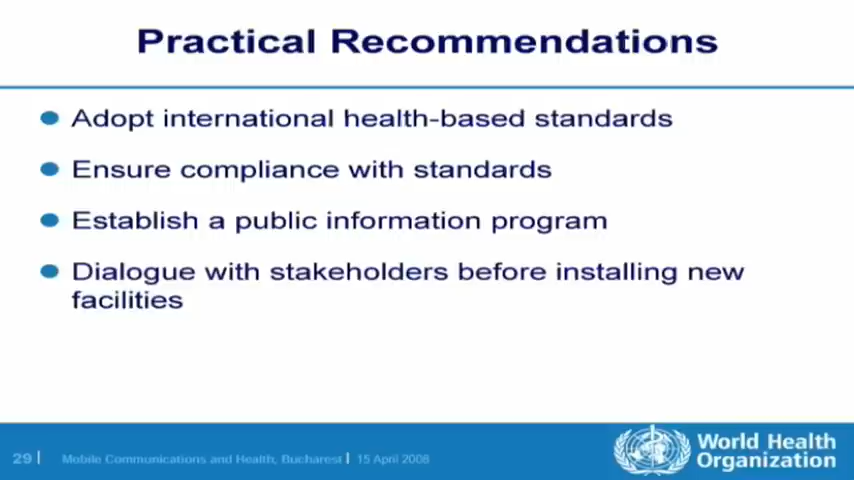 Practical Recommendations
Adopt international health-based standards
Ensure compliance with standards
Establish a public information program
Dialogue with stakeholders before installing new
facilities
29 | Mobile Communications and Health, Bucharest | 15 April 2008
World Health
Organization